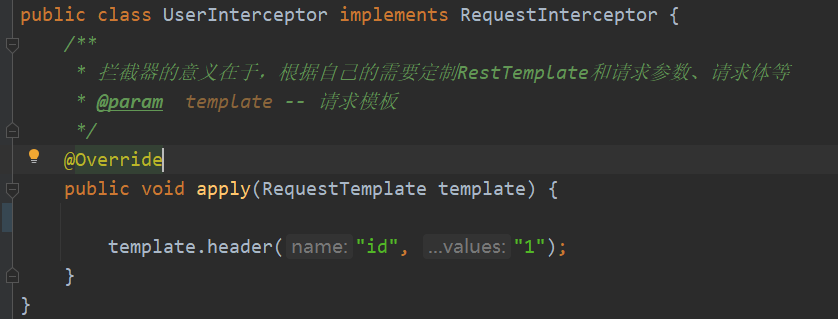 public class UserInterceptor implements RequestInterceptor {
/**
* 拦截器的意义在于，根据自己的需要定制RestTemplate和请求参数、请求体等
* @param  template -- 请求模板
*/
@Override
public void apply(RequestTemplate template) {
template.header( name: "id", ...values: "1");
}
}